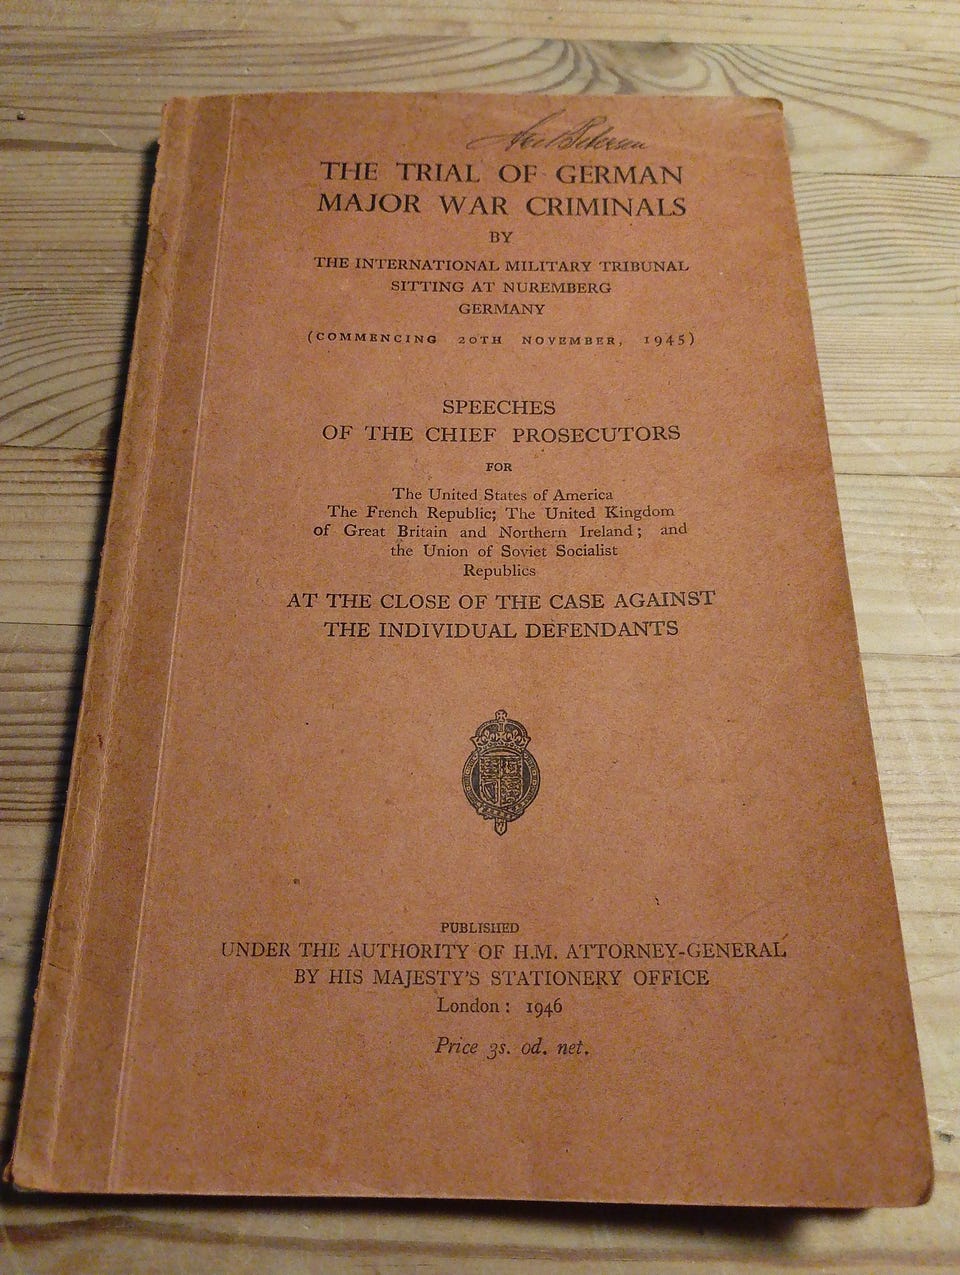 THE TRIAL OF GERMAN
MAJOR WAR CRIMINALS
BY
THE INTERNATIONAL MILITARY TRIBUNAL
SITTING AT NUREMBERG
GERMANY
(COMMENCING 20TH NOVEMBER, 1945)
SPEECHES
OF THE CHIEF PROSECUTORS
FOR
The United States of America
The French Republic; The United Kingdom
of Great Britain and Northern Ireland; and
the Union of Soviet Socialist
Republics
AT THE CLOSE OF THE CASE AGAINST
THE INDIVIDUAL DEFENDANTS
PUBLISHED
UNDER THE AUTHORITY OF H.M. ATTORNEY-GENERAL
BY HIS MAJESTY'S STATIONERY OFFICE
London: 1946
Price 3s. 0d. net.